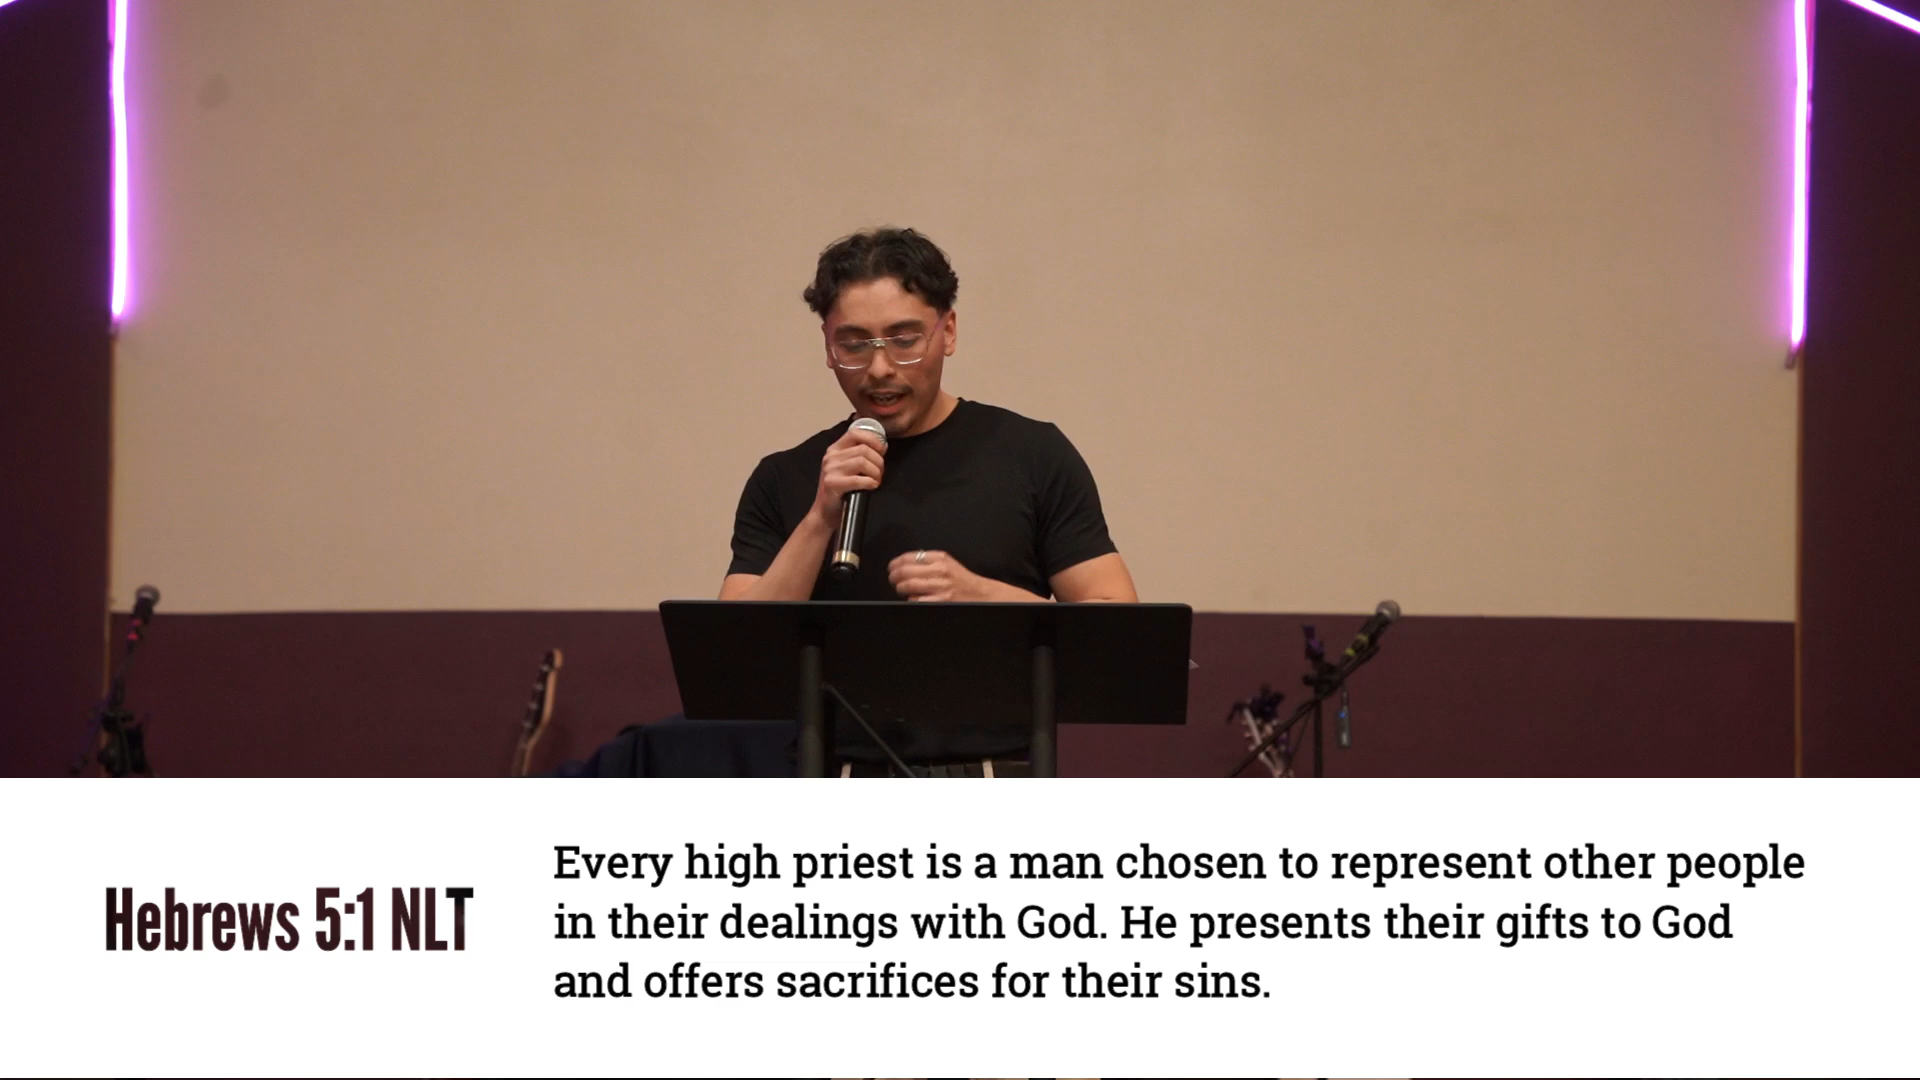 Hebrews 5:1 NLT
Every high priest is a man chosen to represent other people
in their dealings with God. He presents their gifts to God
and offers sacrifices for their sins.